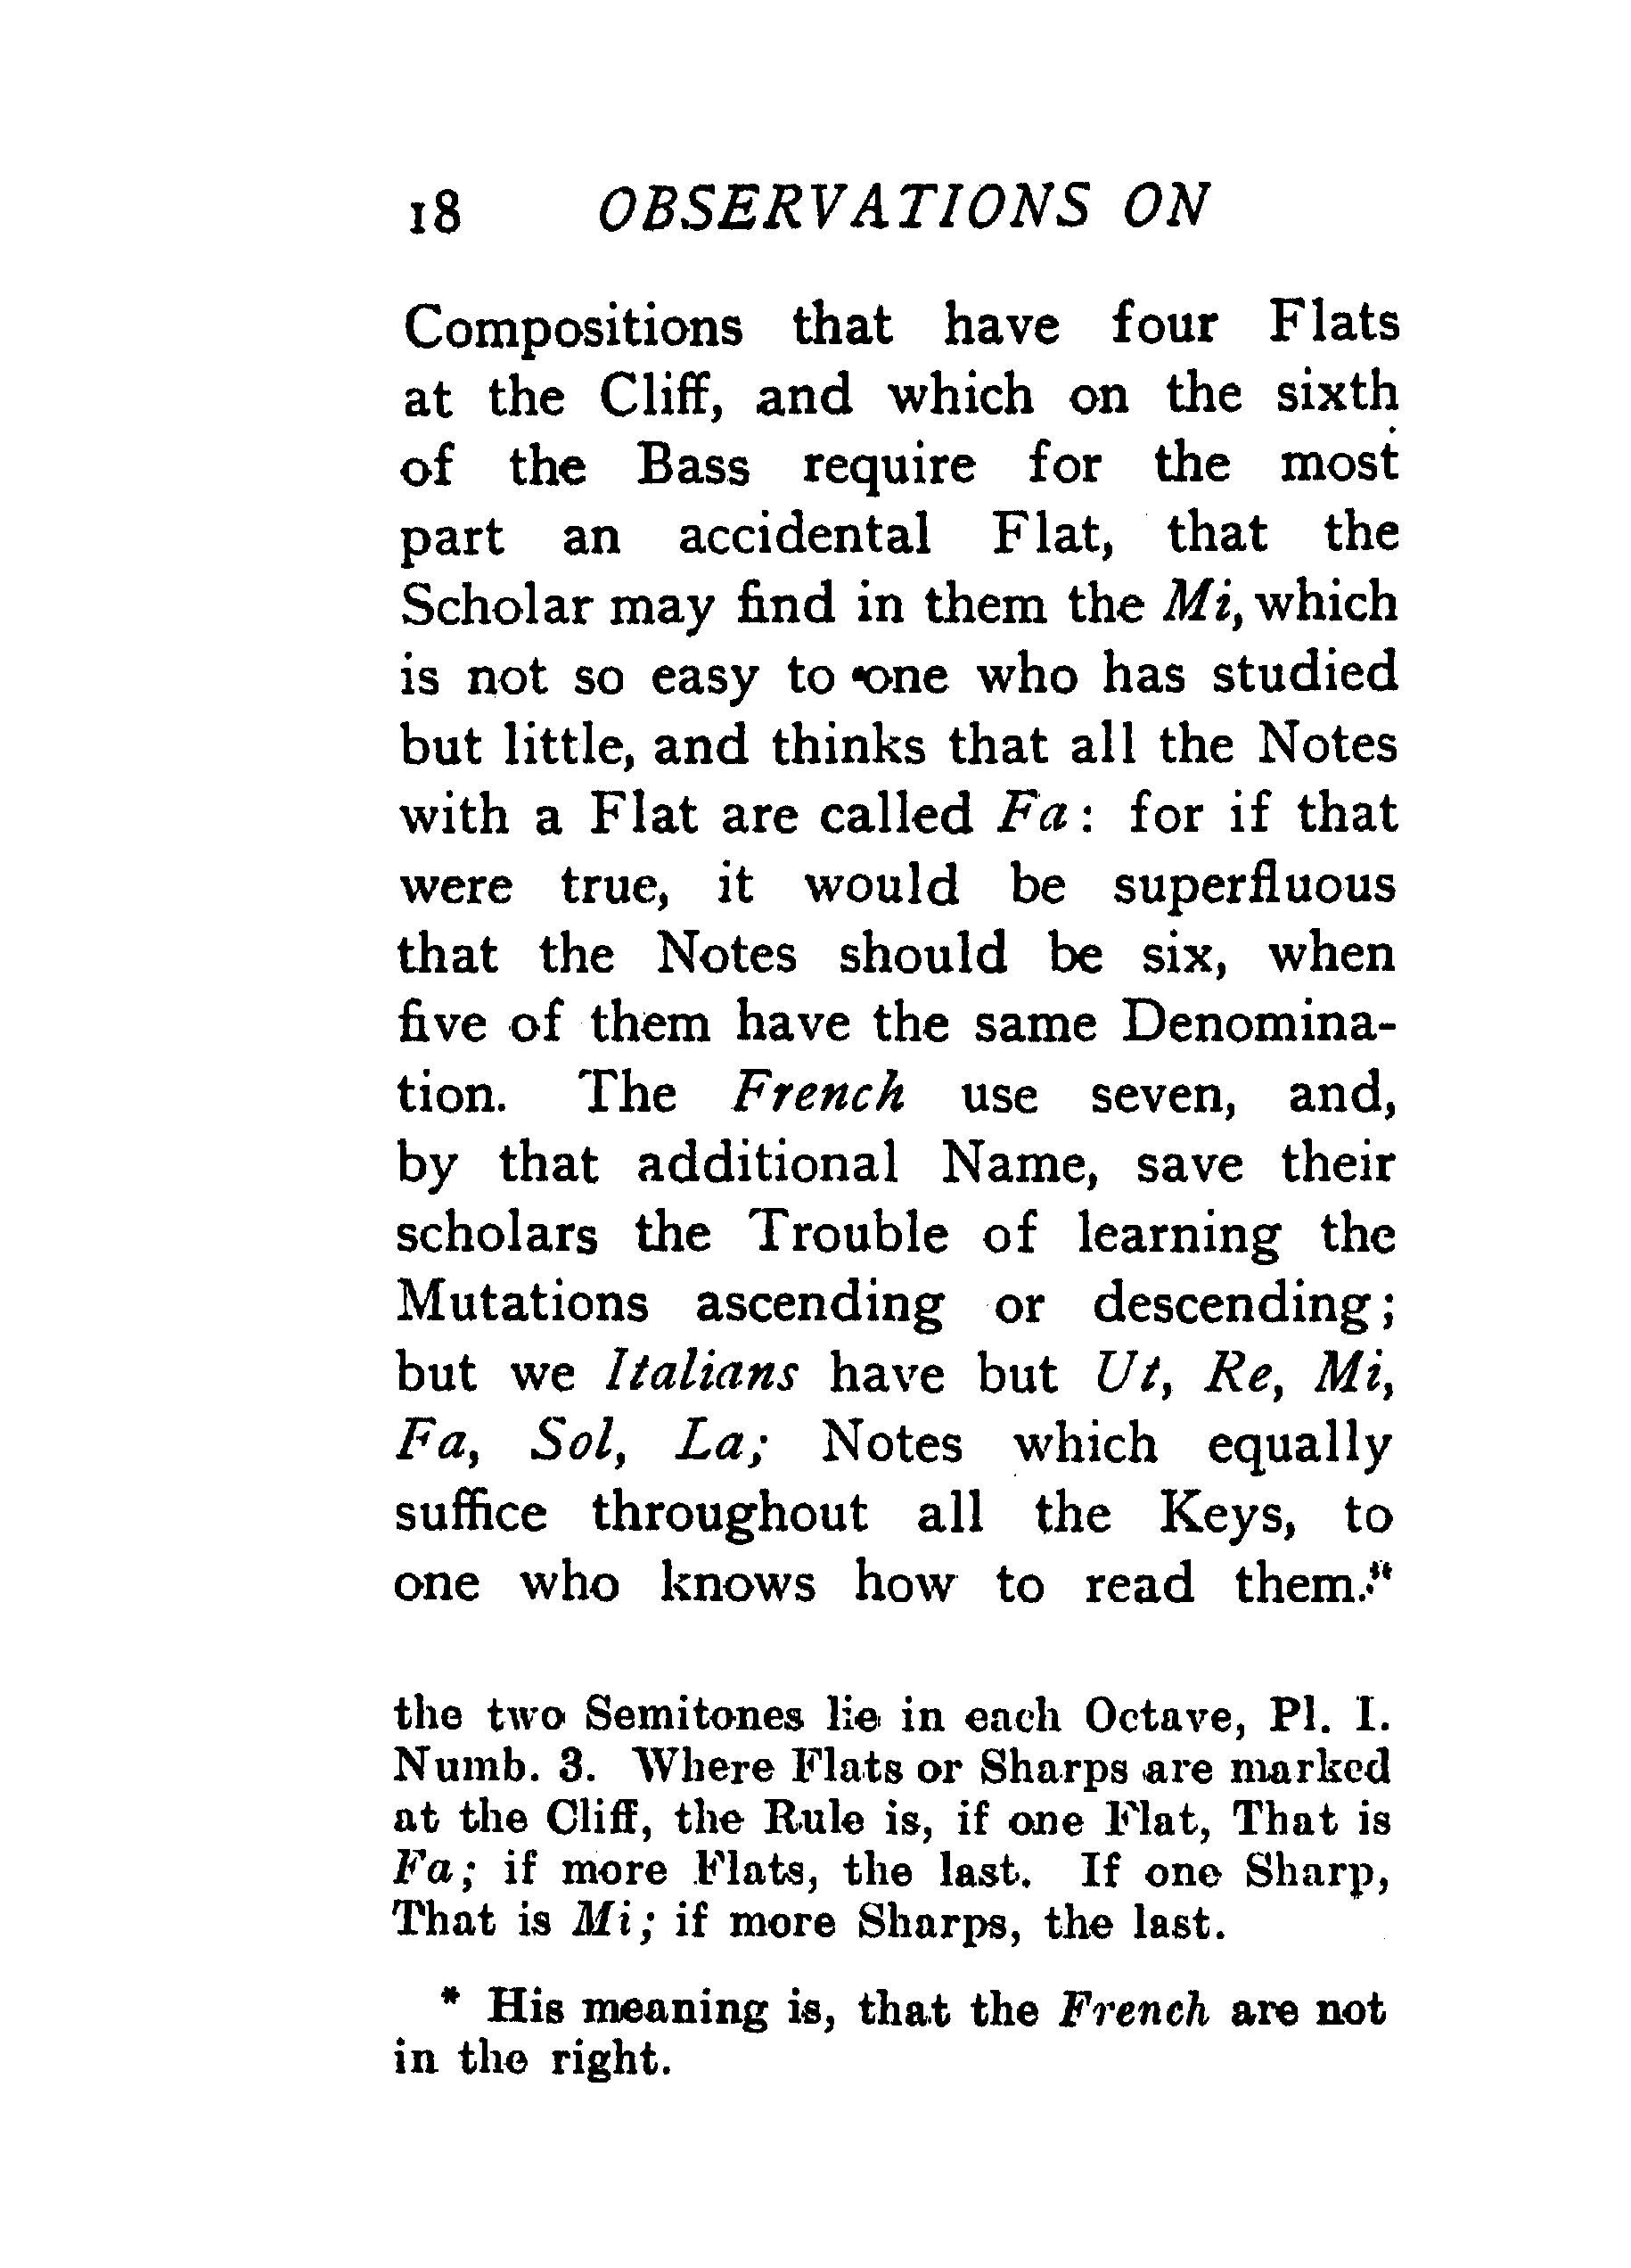 18 OBSERVATIONS ON
Compositions that have four Flats
at the Cliff, and which on the sixth
of the Bass require for the most
part an accidental Flat, that the
Scholar may find in them the Mi, which
is not so easy to one who has studied
but little, and thinks that all the Notes
with a Flat are called Fa: for if that
were true, it would be superfluous
that the Notes should be six, when
five of them have the same Denomina-
tion. The French use seven, and,
by that additional Name, save their
scholars the Trouble of learning the
Mutations ascending or descending;
but we Italians have but Ut, Re, Mi,
Fa, Sol, La; Notes which equally
suffice throughout all the Keys, to
one who knows how to read them.*
the two Semitones lie in each Octave, Pl. I.
Numb. 3. Where Flats or Sharps are marked
at the Cliff, the Rule is, if one Flat, That is
Fa; if more Flats, the last. If one Sharp,
That is Mi; if more Sharps, the last.
* His meaning is, that the French are not
in the right.